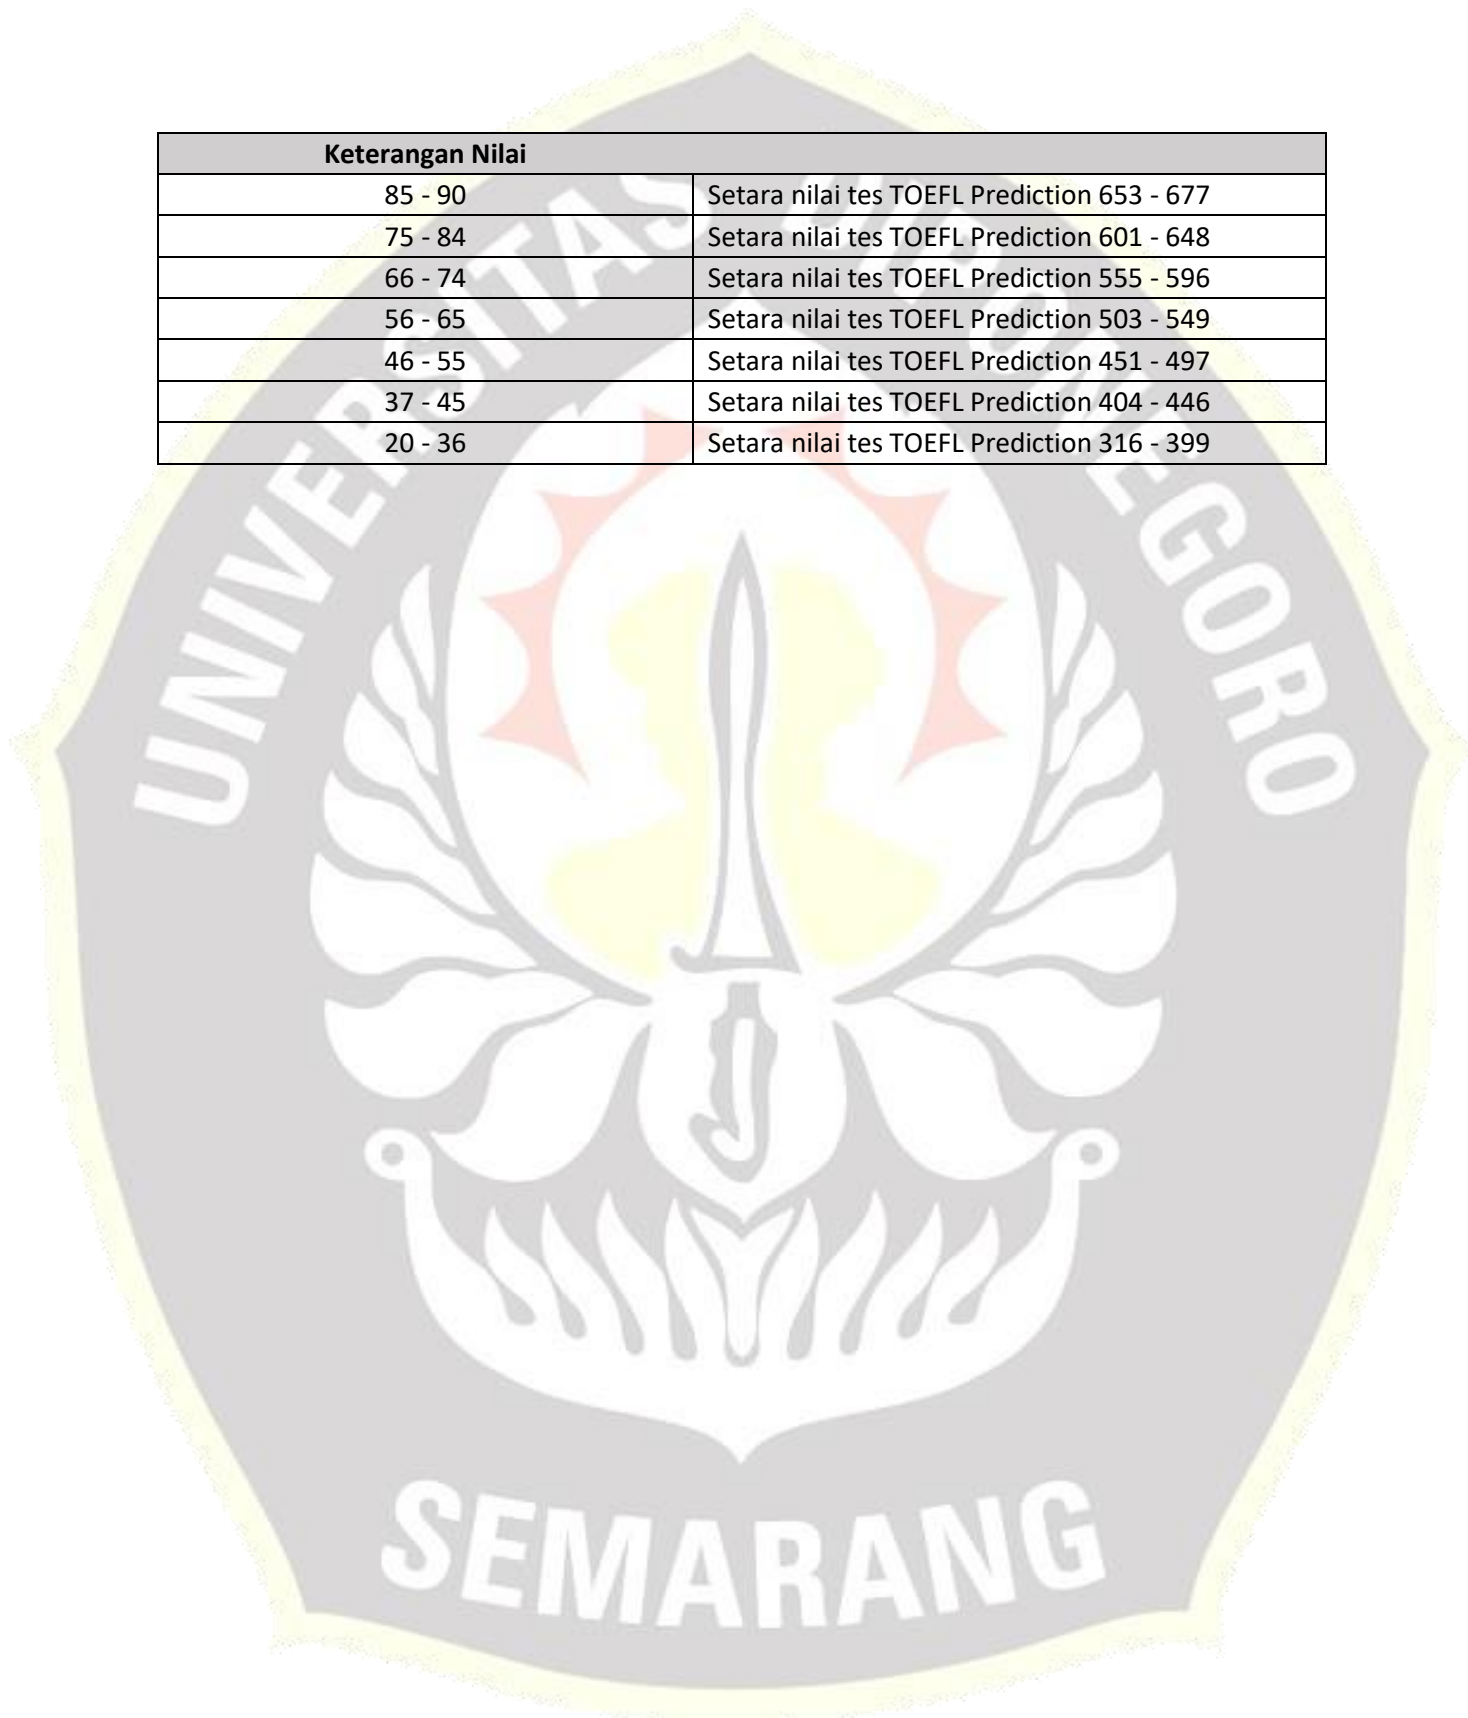 Keterangan Nilai
85 - 90 Setara nilai tes TOEFL Prediction 653 - 677
75 - 84 Setara nilai tes TOEFL Prediction 601 - 648
66 - 74 Setara nilai tes TOEFL Prediction 555 - 596
56 - 65 Setara nilai tes TOEFL Prediction 503 - 549
46 - 55 Setara nilai tes TOEFL Prediction 451 - 497
37 - 45 Setara nilai tes TOEFL Prediction 404 - 446
20 - 36 Setara nilai tes TOEFL Prediction 316 - 399
UNIVERSITAS DIPONEGORO
SEMARANG